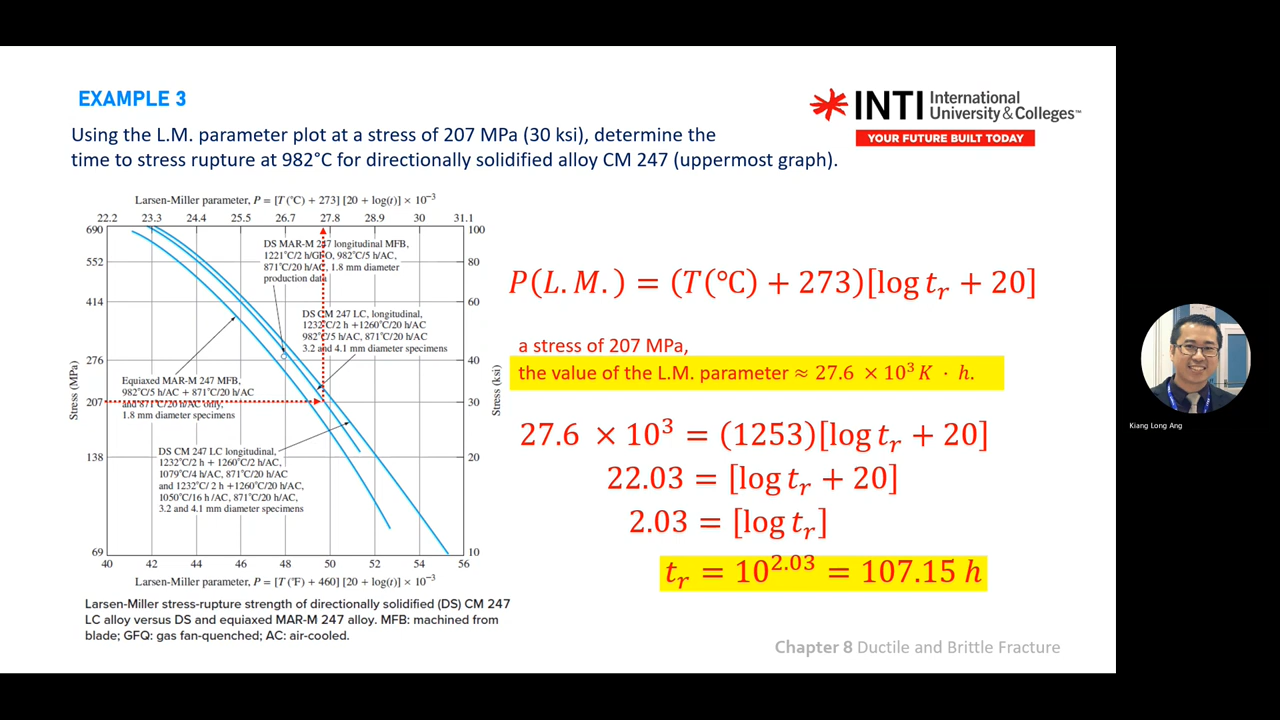 EXAMPLE 3
INTI International University & Colleges™
YOUR FUTURE BUILT TODAY
Using the L.M. parameter plot at a stress of 207 MPa (30 ksi), determine the
time to stress rupture at 982°C for directionally solidified alloy CM 247 (uppermost graph).
Larsen-Miller parameter, P = [T (°C) + 273] [20 + log(t)] × 10⁻³
22.2 23.3 24.4 25.5 26.7 27.8 28.9 30 31.1
690 552 414 276 207 138 69
Stress (MPa)
100 80 60 40 30 20 10
Stress (ksi)
DS MAR-M 247 longitudinal MFB,
1221°C/2 h/GFQ, 982°C/5 h/AC,
871°C/20 h/AC, 1.8 mm diameter
production data
DS CM 247 LC, longitudinal,
1232°C/2 h +1260°C/20 h/AC
982°C/5 h/AC, 871°C/20 h/AC
3.2 and 4.1 mm diameter specimens
Equiaxed MAR-M 247 MFB,
982°C/5 h/AC + 871°C/20 h/AC
and 871°C/20 h/AC only,
1.8 mm diameter specimens
DS CM 247 LC longitudinal,
1232°C/2 h + 1260°C/2 h/AC,
1079°C/4 h/AC, 871°C/20 h/AC
and 1232°C/ 2 h +1260°C/20 h/AC,
1050°C/16 h /AC, 871°C/20 h/AC,
3.2 and 4.1 mm diameter specimens
40 42 44 46 48 50 52 54 56
Larsen-Miller parameter, P = [T (°F) + 460] [20 + log(t)] × 10⁻³
Larsen-Miller stress-rupture strength of directionally solidified (DS) CM 247
LC alloy versus DS and equiaxed MAR-M 247 alloy. MFB: machined from
blade; GFQ: gas fan-quenched; AC: air-cooled.
P(L.M.) = (T(℃) + 273)[log tᵣ + 20]
a stress of 207 MPa,
the value of the L.M. parameter ≈ 27.6 × 10³ K · h.
27.6 × 10³ = (1253)[log tᵣ + 20]
22.03 = [log tᵣ + 20]
2.03 = [log tᵣ]
tᵣ = 10²·⁰³ = 107.15 h
Chapter 8 Ductile and Brittle Fracture
Kiang Long Ang